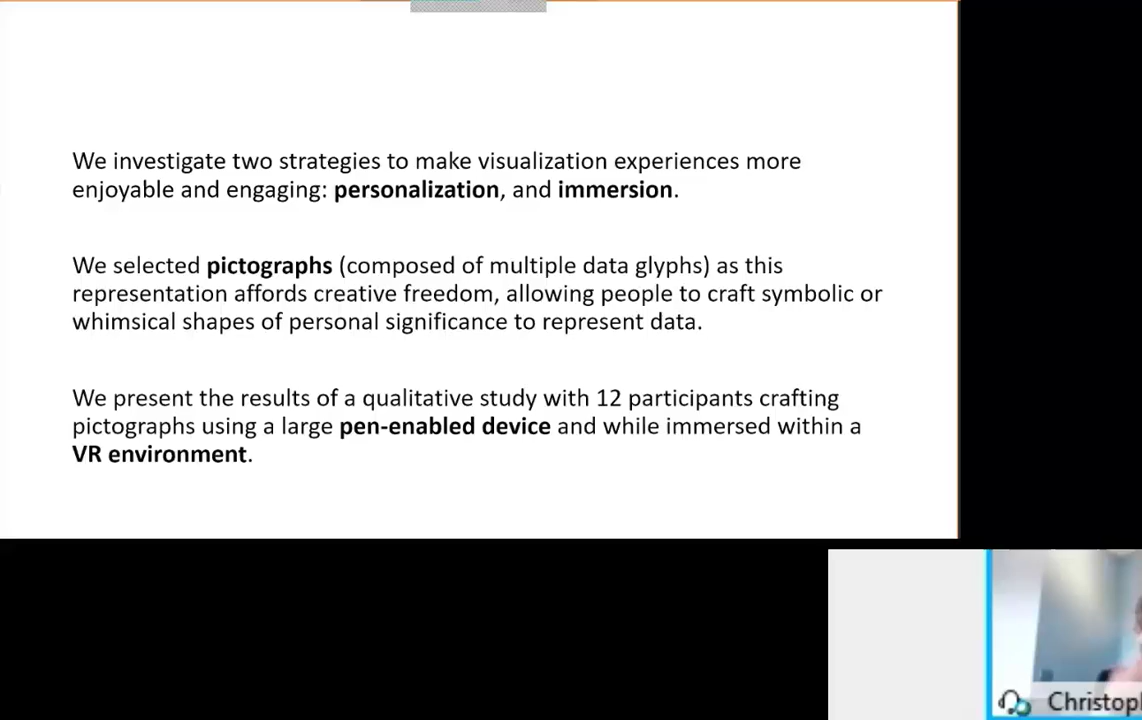 We investigate two strategies to make visualization experiences more
enjoyable and engaging: personalization, and immersion.
We selected pictographs (composed of multiple data glyphs) as this
representation affords creative freedom, allowing people to craft symbolic or
whimsical shapes of personal significance to represent data.
We present the results of a qualitative study with 12 participants crafting
pictographs using a large pen-enabled device and while immersed within a
VR environment.
Christop